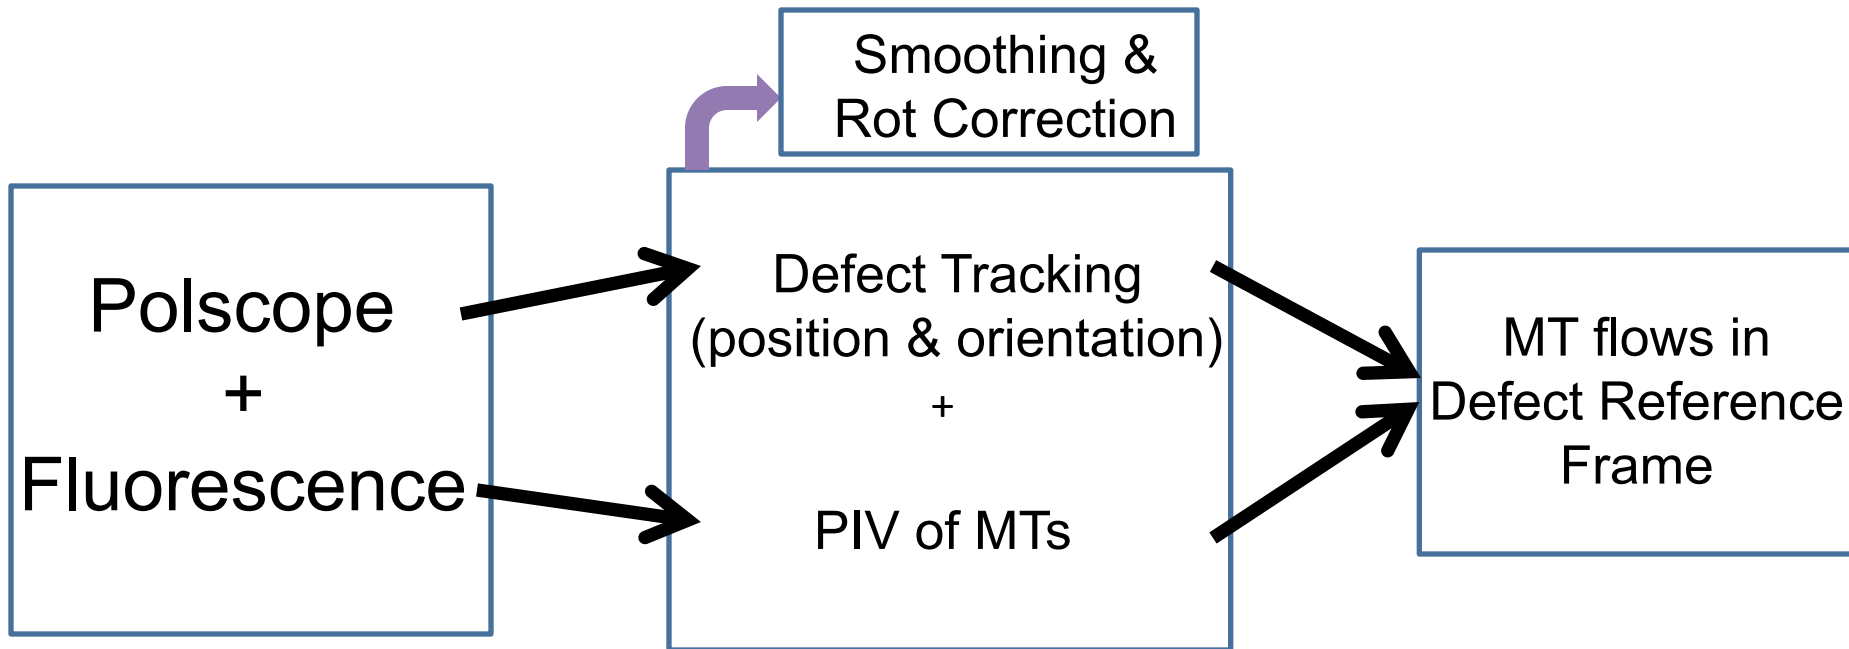 Smoothing &
Rot Correction
Polscope
+
Fluorescence
Defect Tracking
(position & orientation)
+
PIV of MTs
MT flows in
Defect Reference
Frame